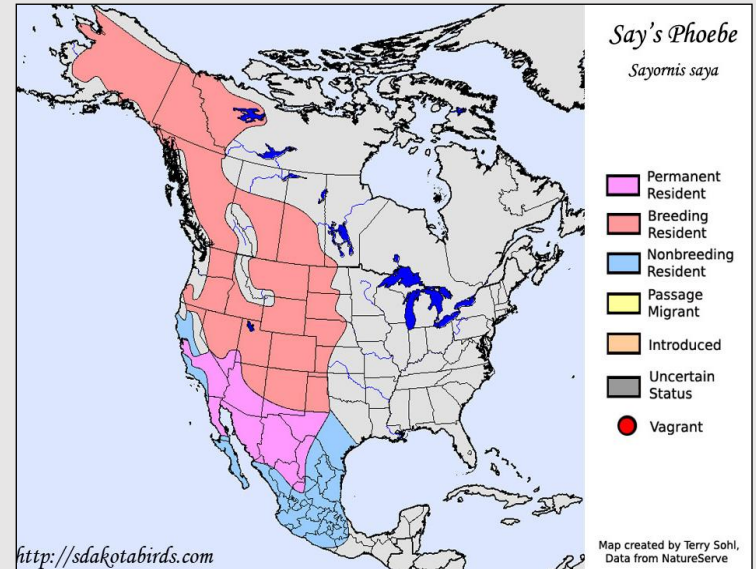 Say's Phoebe
Sayornis saya
Permanent
Resident
Breeding
Resident
Nonbreeding
Resident
Passage
Migrant
Introduced
Uncertain
Status
Vagrant
Map created by Terry Sohl,
Data from NatureServe
http://sdakotabirds.com